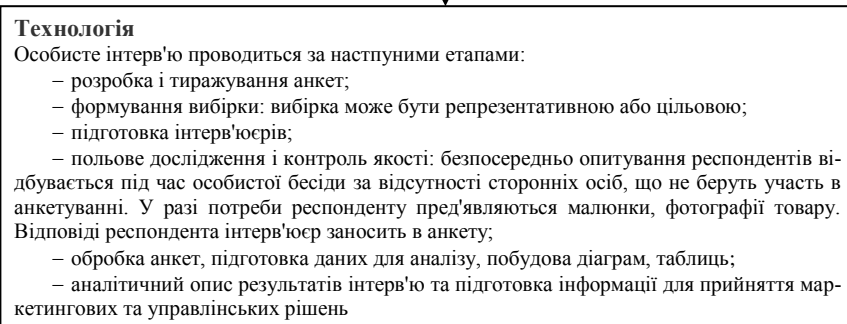 Технологія
Особисте інтерв'ю проводиться за настпуними етапами:
– розробка і тиражування анкет;
– формування вибірки: вибірка може бути репрезентативною або цільовою;
– підготовка інтерв'юєрів;
– польове дослідження і контроль якості: безпосередньо опитування респондентів ві-
дбувається під час особистої бесіди за відсутності сторонніх осіб, що не беруть участь в
анкетуванні. У разі потреби респонденту пред'являються малюнки, фотографії товару.
Відповіді респондента інтерв'юєр заносить в анкету;
– обробка анкет, підготовка даних для аналізу, побудова діаграм, таблиць;
– аналітичний опис результатів інтерв'ю та підготовка інформації для прийняття мар-
кетингових та управлінських рішень